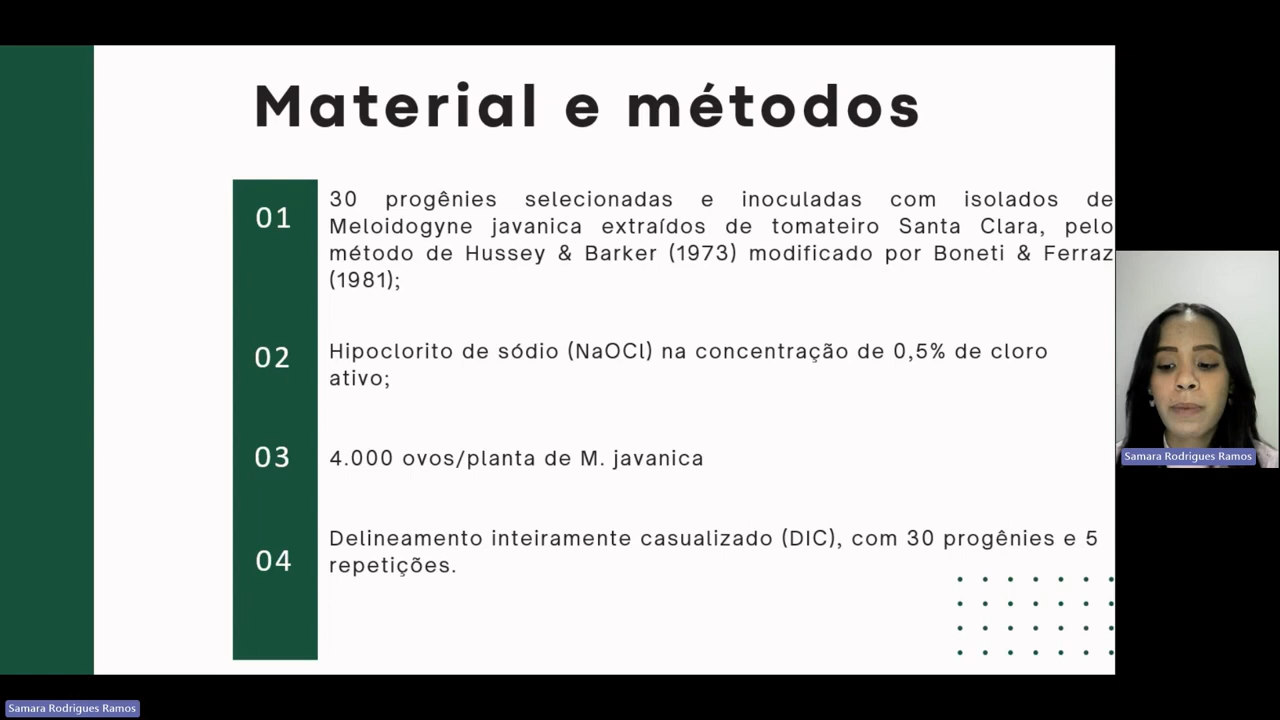 Material e métodos
01
30 progênies selecionadas e inoculadas com isolados de
Meloidogyne javanica extraídos de tomateiro Santa Clara, pelo
método de Hussey & Barker (1973) modificado por Boneti & Ferraz
(1981);
02
Hipoclorito de sódio (NaOCl) na concentração de 0,5% de cloro
ativo;
03
4.000 ovos/planta de M. javanica
04
Delineamento inteiramente casualizado (DIC), com 30 progênies e 5
repetições.
Samara Rodrigues Ramos
Samara Rodrigues Ramos